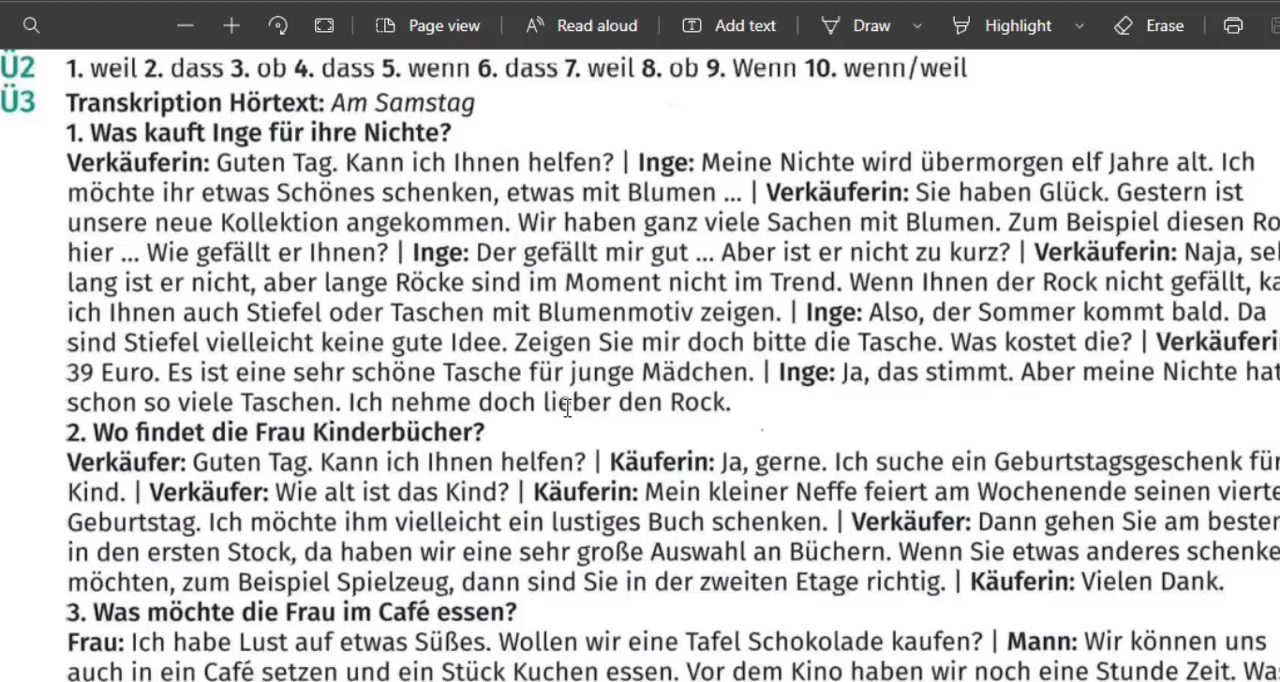 Page view Read aloud Add text Draw Highlight Erase
Ü2 1. weil 2. dass 3. ob 4. dass 5. wenn 6. dass 7. weil 8. ob 9. Wenn 10. wenn/weil
Ü3 Transkription Hörtext: Am Samstag
1. Was kauft Inge für ihre Nichte?
Verkäuferin: Guten Tag. Kann ich Ihnen helfen? | Inge: Meine Nichte wird übermorgen elf Jahre alt. Ich
möchte ihr etwas Schönes schenken, etwas mit Blumen ... | Verkäuferin: Sie haben Glück. Gestern ist
unsere neue Kollektion angekommen. Wir haben ganz viele Sachen mit Blumen. Zum Beispiel diesen Ro
hier ... Wie gefällt er Ihnen? | Inge: Der gefällt mir gut ... Aber ist er nicht zu kurz? | Verkäuferin: Naja, se
lang ist er nicht, aber lange Röcke sind im Moment nicht im Trend. Wenn Ihnen der Rock nicht gefällt, ka
ich Ihnen auch Stiefel oder Taschen mit Blumenmotiv zeigen. | Inge: Also, der Sommer kommt bald. Da
sind Stiefel vielleicht keine gute Idee. Zeigen Sie mir doch bitte die Tasche. Was kostet die? | Verkäuferi
39 Euro. Es ist eine sehr schöne Tasche für junge Mädchen. | Inge: Ja, das stimmt. Aber meine Nichte hat
schon so viele Taschen. Ich nehme doch lieber den Rock.
2. Wo findet die Frau Kinderbücher?
Verkäufer: Guten Tag. Kann ich Ihnen helfen? | Käuferin: Ja, gerne. Ich suche ein Geburtstagsgeschenk für
Kind. | Verkäufer: Wie alt ist das Kind? | Käuferin: Mein kleiner Neffe feiert am Wochenende seinen vierte
Geburtstag. Ich möchte ihm vielleicht ein lustiges Buch schenken. | Verkäufer: Dann gehen Sie am bester
in den ersten Stock, da haben wir eine sehr große Auswahl an Büchern. Wenn Sie etwas anderes schenke
möchten, zum Beispiel Spielzeug, dann sind Sie in der zweiten Etage richtig. | Käuferin: Vielen Dank.
3. Was möchte die Frau im Café essen?
Frau: Ich habe Lust auf etwas Süßes. Wollen wir eine Tafel Schokolade kaufen? | Mann: Wir können uns
auch in ein Café setzen und ein Stück Kuchen essen. Vor dem Kino haben wir noch eine Stunde Zeit. Wa